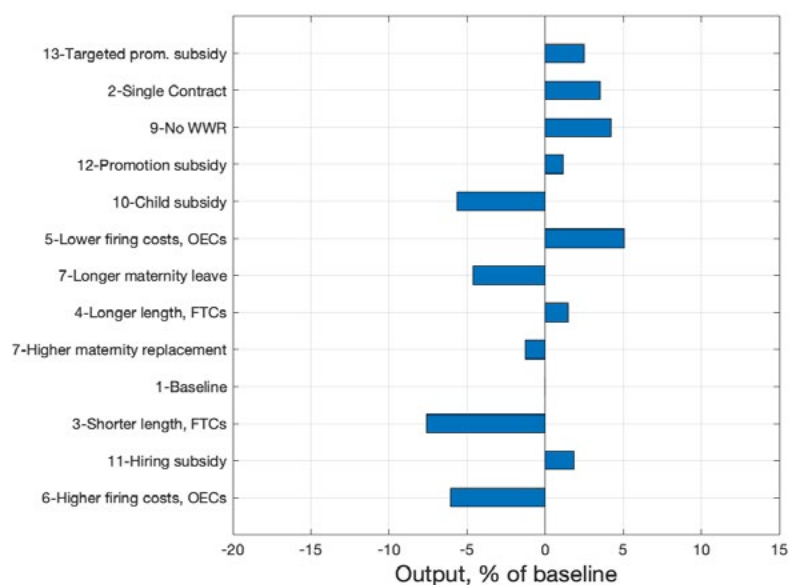 13-Targeted prom. subsidy
2-Single Contract
9-No WWR
12-Promotion subsidy
10-Child subsidy
5-Lower firing costs, OECs
7-Longer maternity leave
4-Longer length, FTCs
7-Higher maternity replacement
1-Baseline
3-Shorter length, FTCs
11-Hiring subsidy
6-Higher firing costs, OECs
-20 -15 -10 -5 0 5 10 15
Output, % of baseline